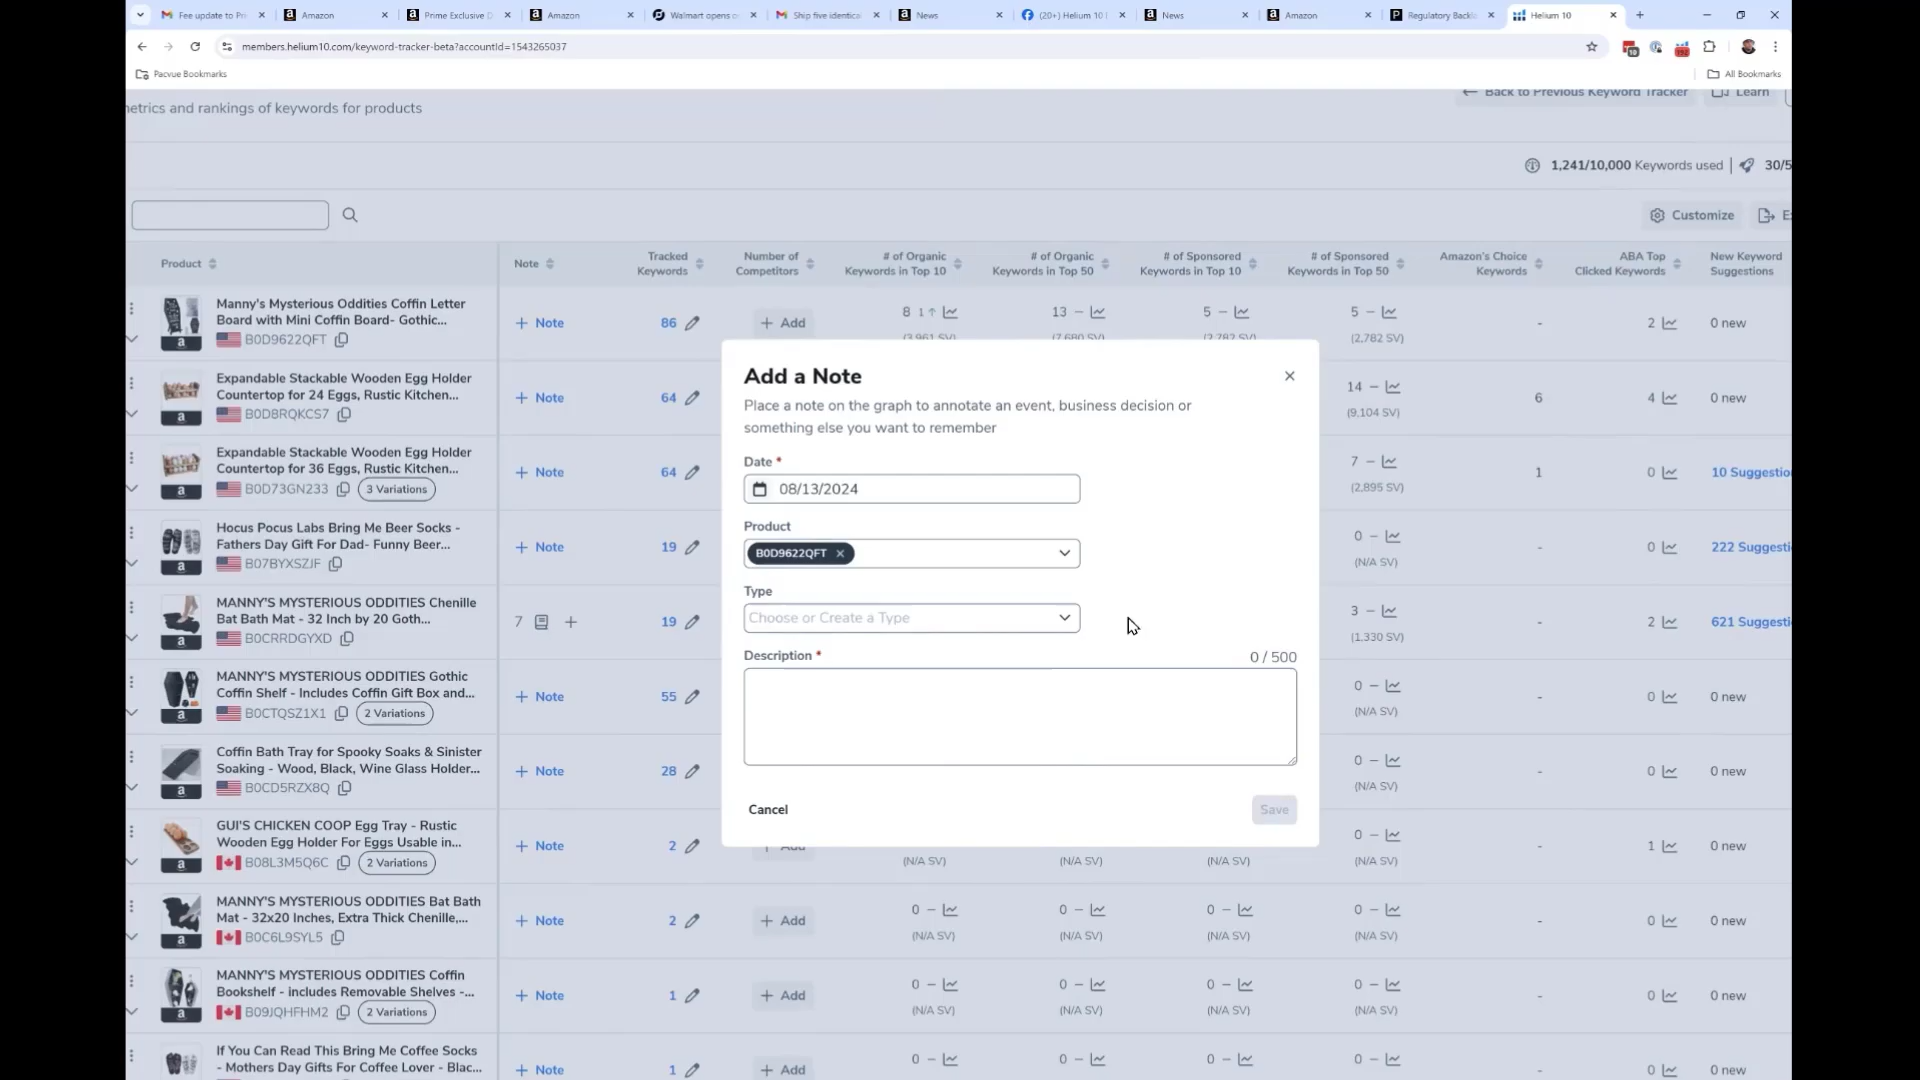 Fee update to Pri
Amazon
Prime Exclusive D
Amazon
Walmart opens o
Ship five identica
News
(20+) Helium 10 |
News
Amazon
Regulatory Backl
Helium 10
members.helium10.com/keyword-tracker-beta?accountId=1543265037
Pacvue Bookmarks
All Bookmarks
netrics and rankings of keywords for products
Back to Previous Keyword Tracker
Learn
1,241/10,000 Keywords used
30/5
Customize
E
Product
Note
Tracked
Keywords
Number of
Competitors
# of Organic
Keywords in Top 10
# of Organic
Keywords in Top 50
# of Sponsored
Keywords in Top 10
# of Sponsored
Keywords in Top 50
Amazon's Choice
Keywords
ABA Top
Clicked Keywords
New Keyword
Suggestions
Manny's Mysterious Oddities Coffin Letter
Board with Mini Coffin Board- Gothic...
B0D9622QFT
+ Note
86
+ Add
8 1↑
(3,961 SV)
13 –
(7,680 SV)
5 –
(2,782 SV)
5 –
(2,782 SV)
-
2
0 new
Expandable Stackable Wooden Egg Holder
Countertop for 24 Eggs, Rustic Kitchen...
B0D8RQKCS7
+ Note
64
14 –
(9,104 SV)
6
4
0 new
Expandable Stackable Wooden Egg Holder
Countertop for 36 Eggs, Rustic Kitchen...
B0D73GN233
3 Variations
+ Note
64
7 –
(2,895 SV)
1
0
10 Suggestio
Hocus Pocus Labs Bring Me Beer Socks -
Fathers Day Gift For Dad- Funny Beer...
B07BYXSZJF
+ Note
19
0 –
(N/A SV)
-
0
222 Suggesti
MANNY'S MYSTERIOUS ODDITIES Chenille
Bat Bath Mat - 32 Inch by 20 Goth...
B0CRRDGYXD
7
+
19
3 –
(1,330 SV)
-
2
621 Suggesti
MANNY'S MYSTERIOUS ODDITIES Gothic
Coffin Shelf - Includes Coffin Gift Box and...
B0CTQSZ1X1
2 Variations
+ Note
55
0 –
(N/A SV)
-
0
0 new
Coffin Bath Tray for Spooky Soaks & Sinister
Soaking - Wood, Black, Wine Glass Holder...
B0CD5RZX8Q
+ Note
28
0 –
(N/A SV)
-
0
0 new
GUI'S CHICKEN COOP Egg Tray - Rustic
Wooden Egg Holder For Eggs Usable in...
B08L3M5Q6C
2 Variations
+ Note
2
+ Add
(N/A SV)
(N/A SV)
(N/A SV)
0 –
(N/A SV)
-
1
0 new
MANNY'S MYSTERIOUS ODDITIES Bat Bath
Mat - 32x20 Inches, Extra Thick Chenille,...
B0C6L9SYL5
+ Note
2
+ Add
0 –
(N/A SV)
0 –
(N/A SV)
0 –
(N/A SV)
0 –
(N/A SV)
-
0
0 new
MANNY'S MYSTERIOUS ODDITIES Coffin
Bookshelf - includes Removable Shelves -...
B09JQHFHM2
2 Variations
+ Note
1
+ Add
0 –
(N/A SV)
0 –
(N/A SV)
0 –
(N/A SV)
0 –
(N/A SV)
-
0
0 new
If You Can Read This Bring Me Coffee Socks
- Mothers Day Gifts For Coffee Lover - Blac...
+ Note
1
+ Add
0 –
0 –
0 –
0 –
-
0
0 new
Add a Note
Place a note on the graph to annotate an event, business decision or
something else you want to remember
Date *
08/13/2024
Product
B0D9622QFT
Type
Choose or Create a Type
Description *
0 / 500
Cancel
Save